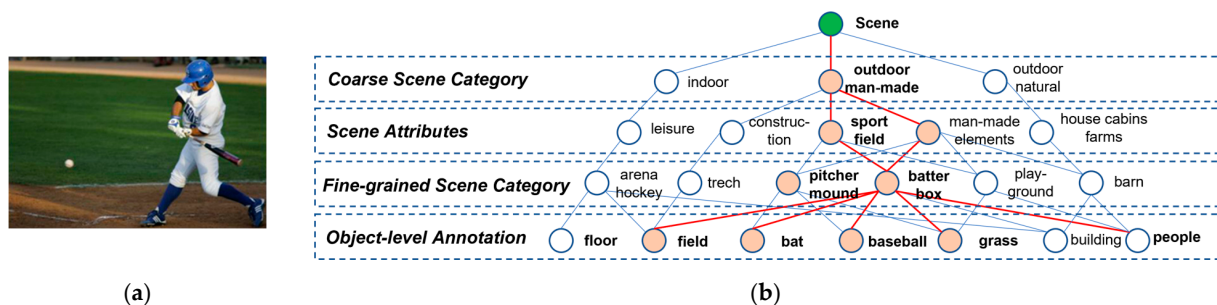 Scene
Coarse Scene Category
indoor
outdoor
man-made
outdoor
natural
Scene Attributes
leisure
construc-
tion
sport
field
man-made
elements
house cabins
farms
Fine-grained Scene Category
arena
hockey
trech
pitcher
mound
batter
box
play-
ground
barn
Object-level Annotation
floor
field
bat
baseball
grass
building
people
(a)
(b)